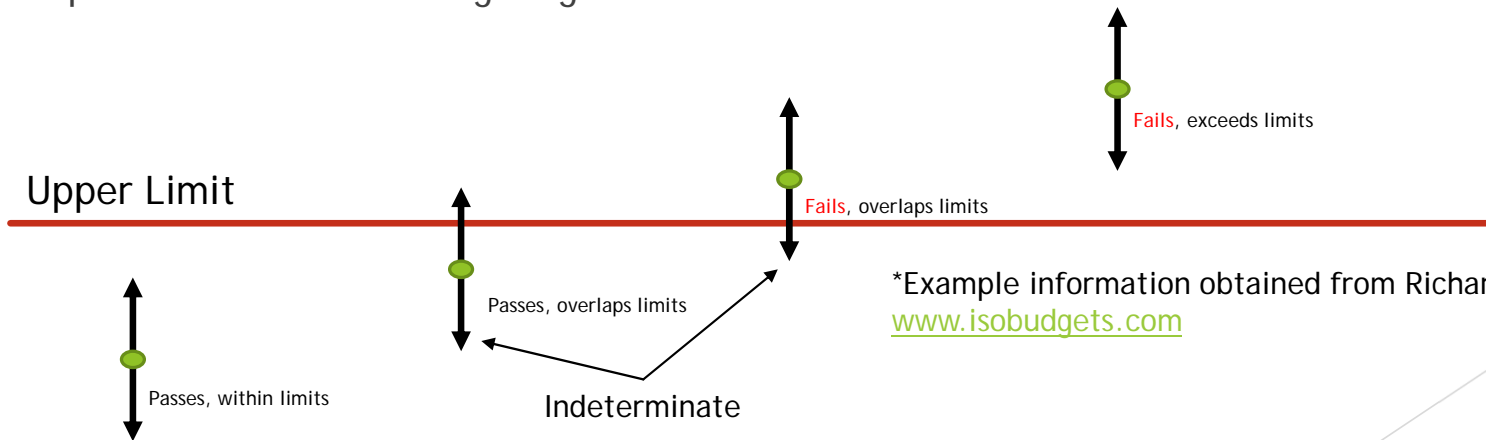 Fails, exceeds limits
Upper Limit
Fails, overlaps limits
*Example information obtained from
www.isobudgets.com
Passes, overlaps limits
Passes, within limits
Indeterminate